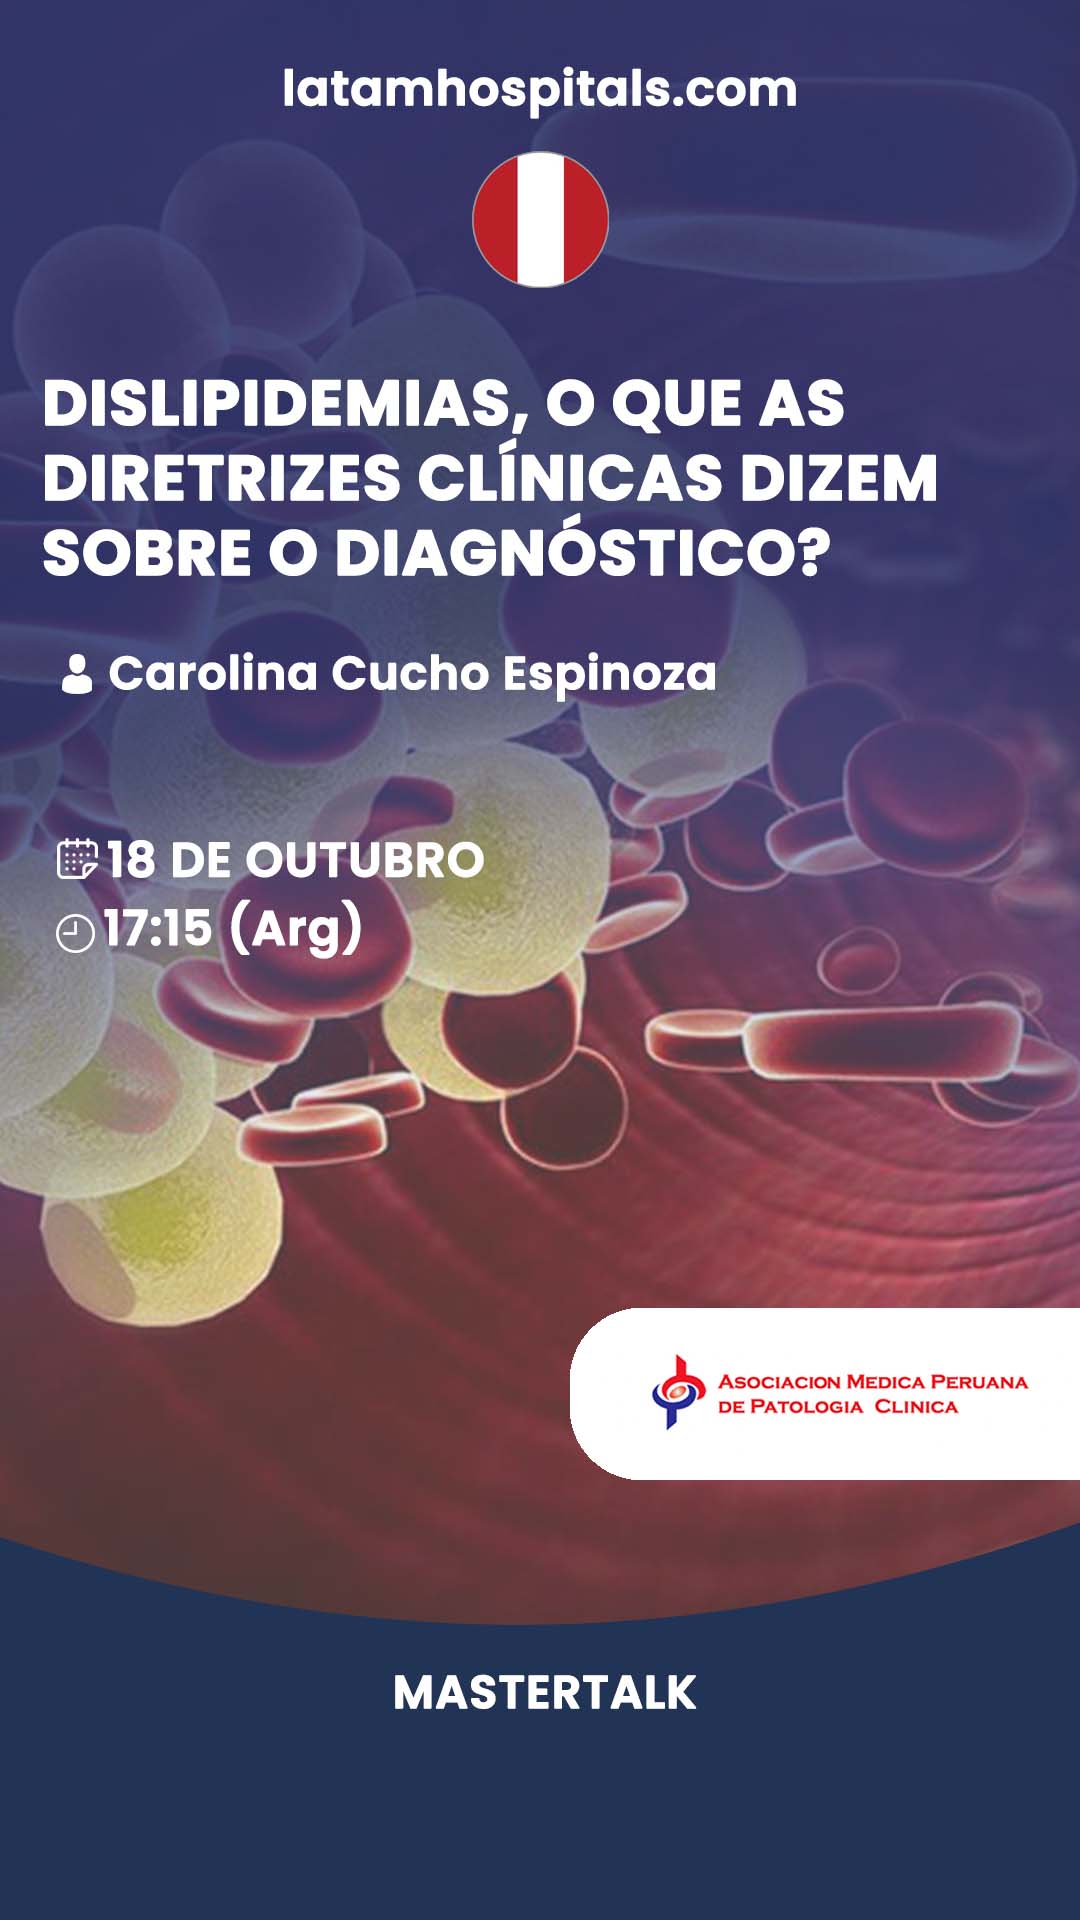 latamhospitals.com
DISLIPIDEMIAS, O QUE AS
DIRETRIZES CLÍNICAS DIZEM
SOBRE O DIAGNÓSTICO?
Carolina Cucho Espinoza
18 DE OUTUBRO
17:15 (Arg)
ASOCIACION MEDICA PERUANA
DE PATOLOGIA CLINICA
MASTERTALK